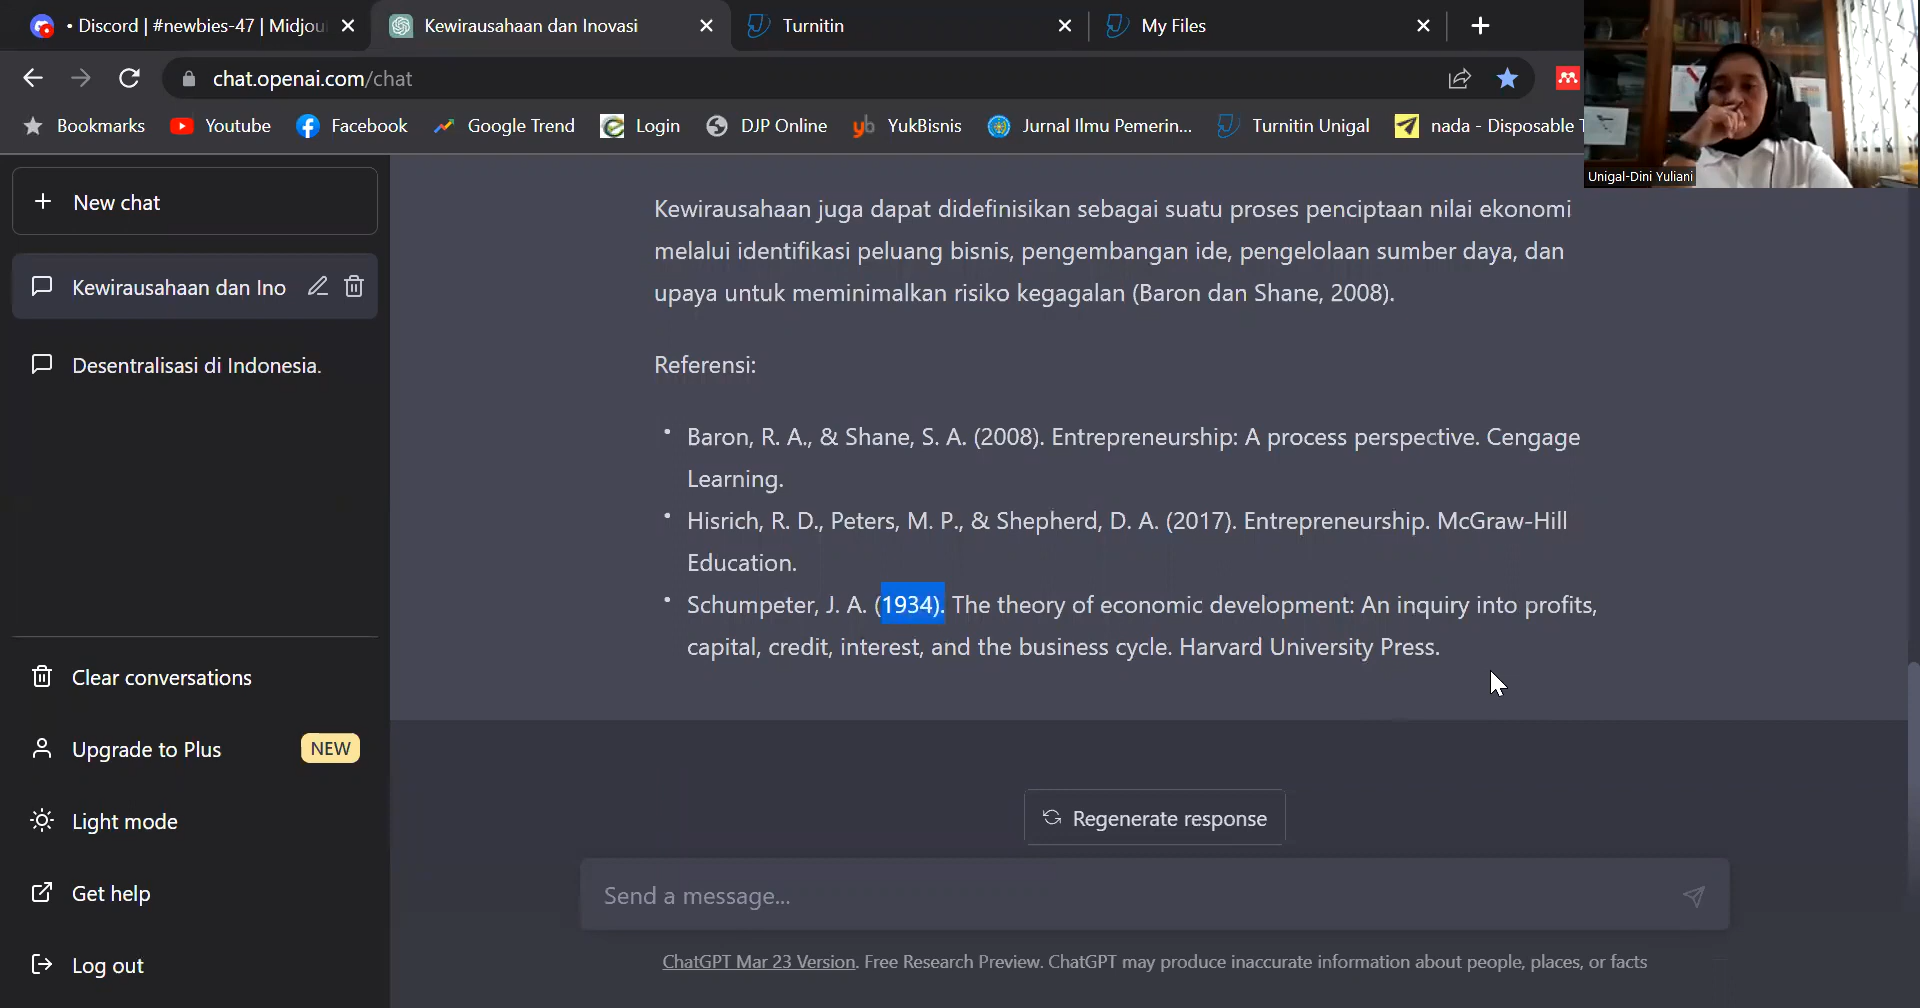 • Discord | #newbies-47 | Midjou
Kewirausahaan dan Inovasi
Turnitin
My Files
chat.openai.com/chat
Bookmarks
Youtube
Facebook
Google Trend
Login
DJP Online
yb YukBisnis
Jurnal Ilmu Pemerin...
Turnitin Unigal
nada - Disposable T
Unigal-Dini Yuliani
+ New chat
Kewirausahaan dan Ino
Desentralisasi di Indonesia.
Clear conversations
Upgrade to Plus NEW
Light mode
Get help
Log out
Kewirausahaan juga dapat didefinisikan sebagai suatu proses penciptaan nilai ekonomi
melalui identifikasi peluang bisnis, pengembangan ide, pengelolaan sumber daya, dan
upaya untuk meminimalkan risiko kegagalan (Baron dan Shane, 2008).
Referensi:
• Baron, R. A., & Shane, S. A. (2008). Entrepreneurship: A process perspective. Cengage
Learning.
• Hisrich, R. D., Peters, M. P., & Shepherd, D. A. (2017). Entrepreneurship. McGraw-Hill
Education.
• Schumpeter, J. A. (1934). The theory of economic development: An inquiry into profits,
capital, credit, interest, and the business cycle. Harvard University Press.
Regenerate response
Send a message...
ChatGPT Mar 23 Version. Free Research Preview. ChatGPT may produce inaccurate information about people, places, or facts